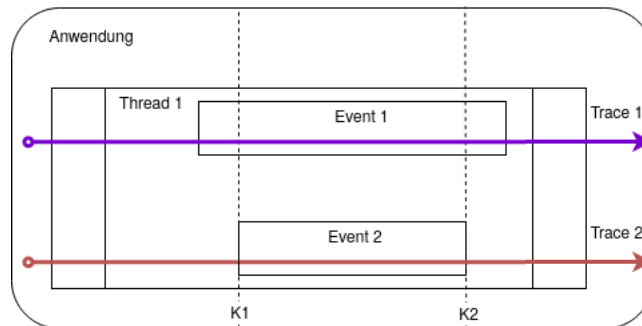 Anwendung
Thread 1
Event 1
Trace 1
Event 2
Trace 2
K1
K2